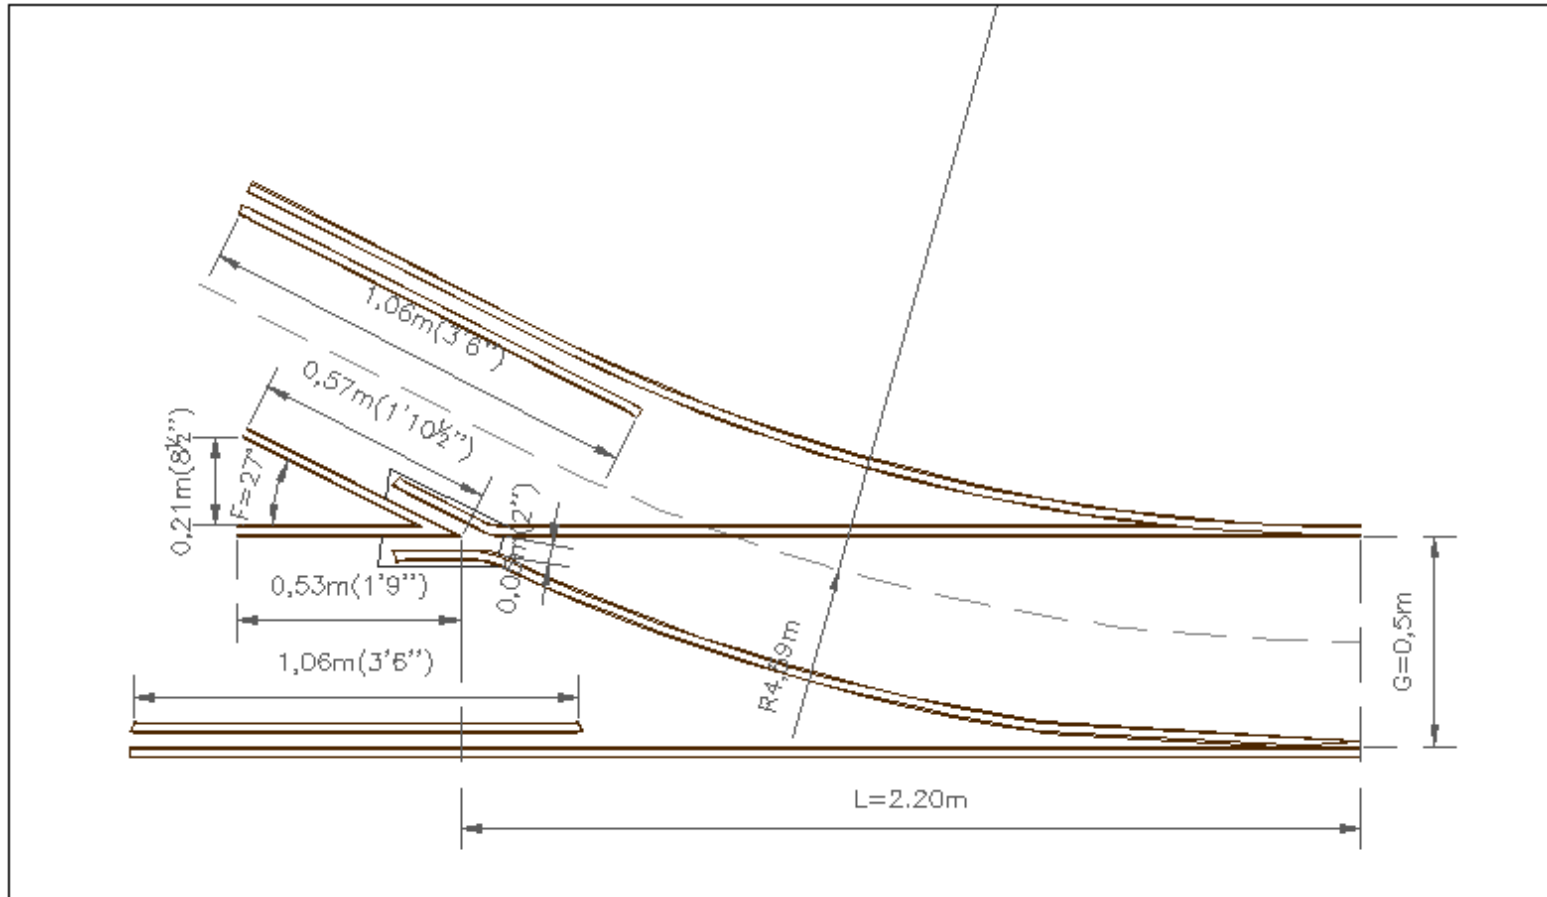 1,06m(3'6")
0,57m(1'10½")
0,21m(8½")
F=27°
0,53m(1'9")
1,06m(3'6")
G=0,5m
L=2.20m